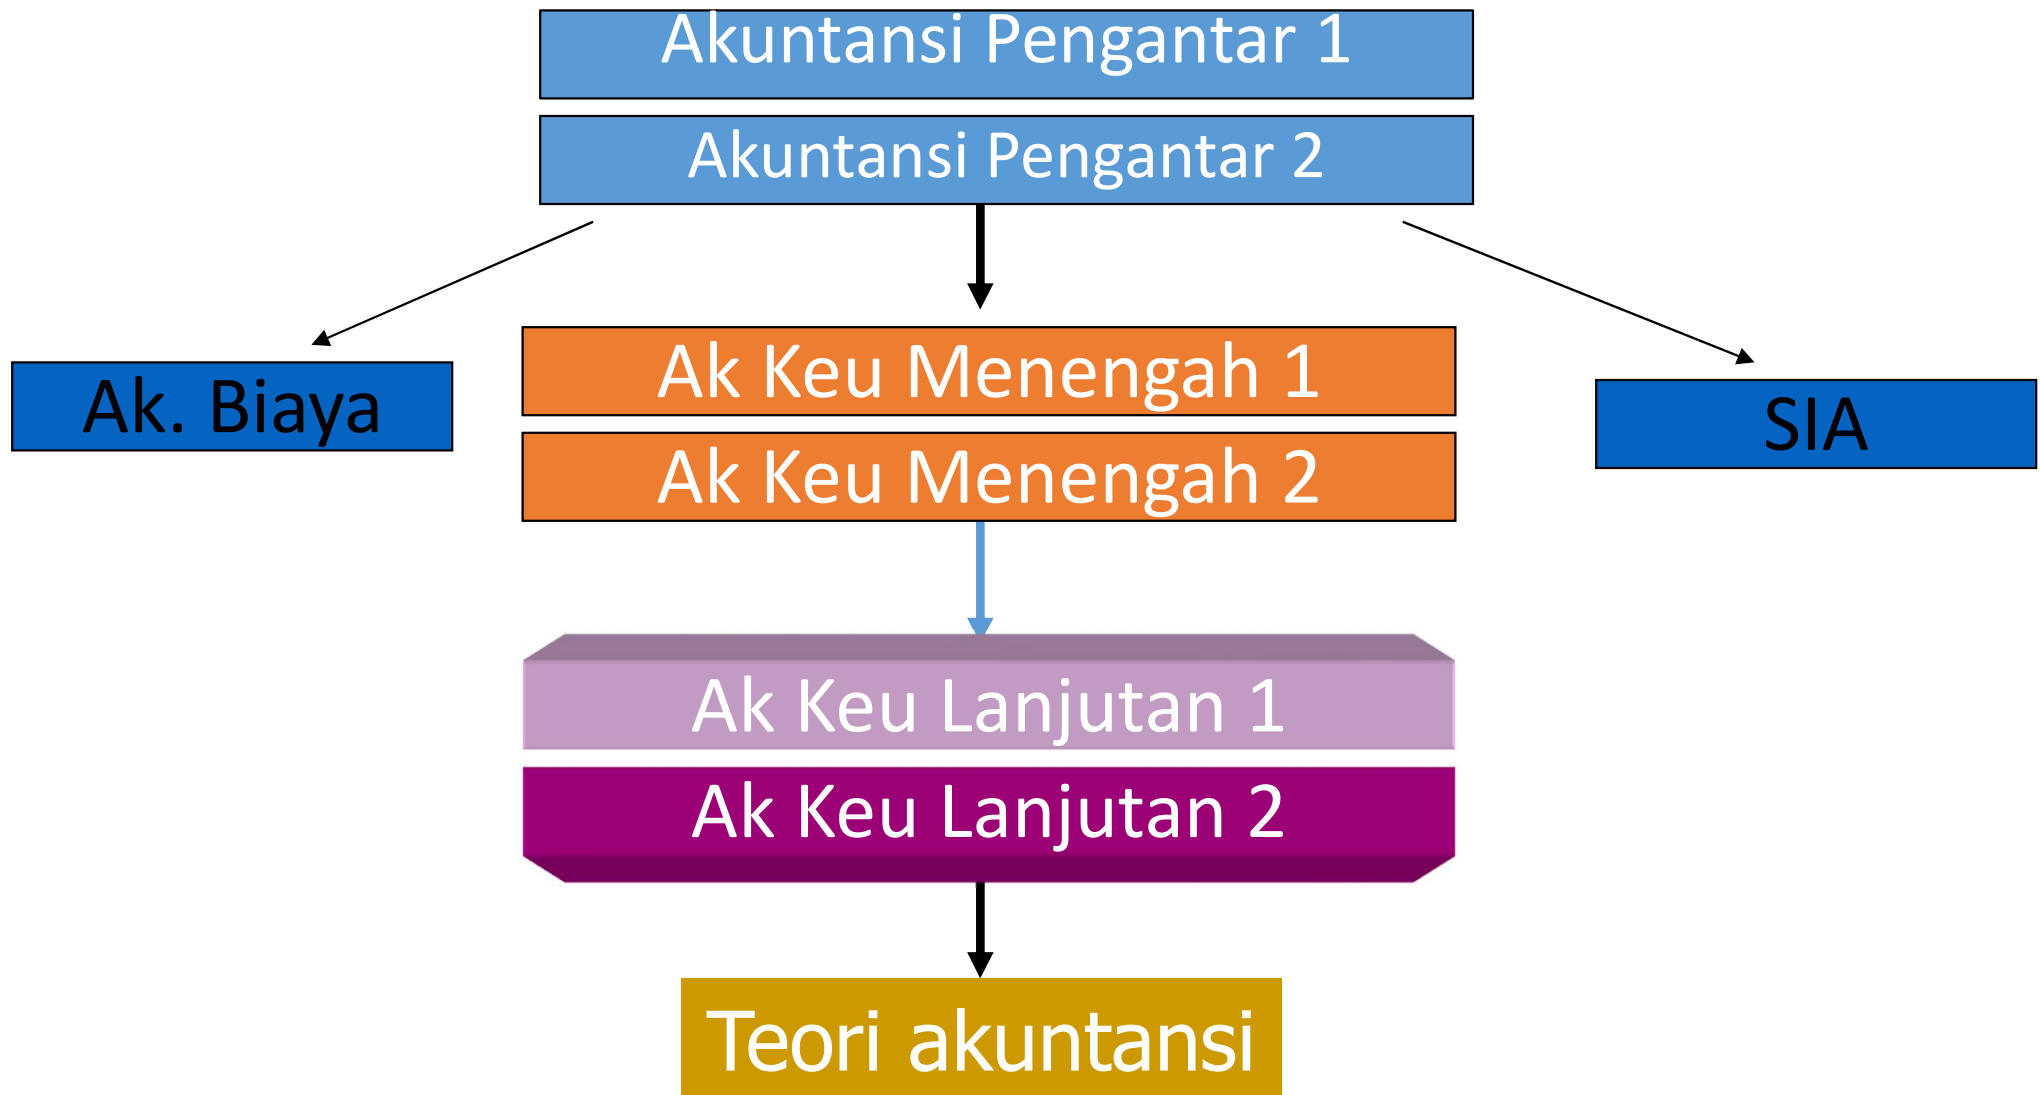 Akuntansi Pengantar 1
Akuntansi Pengantar 2
Ak. Biaya
Ak Keu Menengah 1
Ak Keu Menengah 2
SIA
Ak Keu Lanjutan 1
Ak Keu Lanjutan 2
Teori akuntansi